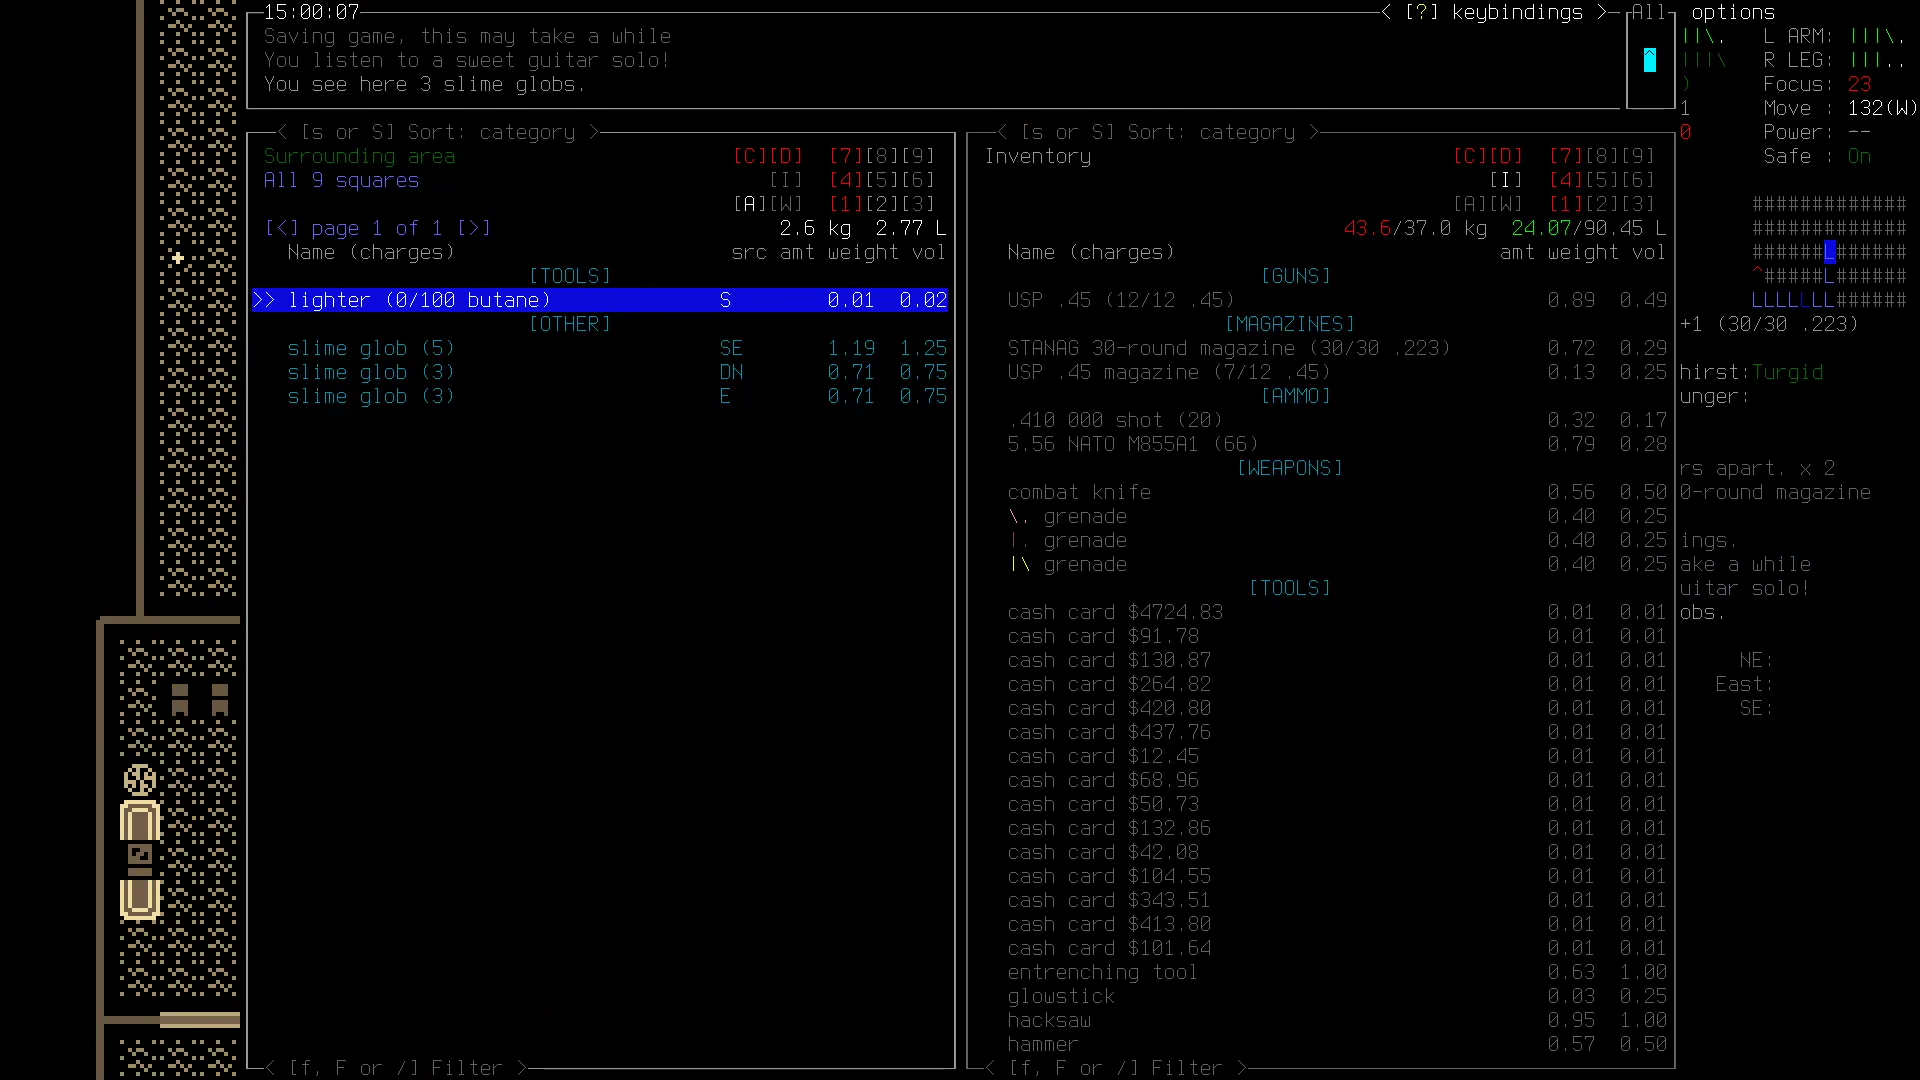 15:00:07 < [?] keybindings > All options
Saving game, this may take a while
You listen to a sweet guitar solo!
You see here 3 slime globs.
||\. L ARM: |||\.
|||\ R LEG: |||..
) Focus: 23
1 Move : 132(W)
0 Power: --
Safe : On
< [s or S] Sort: category >
Surrounding area [C][D] [7][8][9]
All 9 squares [I] [4][5][6]
[A][W] [1][2][3]
[<] page 1 of 1 [>] 2.6 kg 2.77 L
Name (charges) src amt weight vol
[TOOLS]
>> lighter (0/100 butane) S 0.01 0.02
[OTHER]
slime glob (5) SE 1.19 1.25
slime glob (3) DN 0.71 0.75
slime glob (3) E 0.71 0.75
< [f, F or /] Filter >
< [s or S] Sort: category >
Inventory [C][D] [7][8][9]
[I] [4][5][6]
[A][W] [1][2][3]
43.6/37.0 kg 24.07/90.45 L
Name (charges) amt weight vol
[GUNS]
USP .45 (12/12 .45) 0.89 0.49
[MAGAZINES]
STANAG 30-round magazine (30/30 .223) 0.72 0.29
USP .45 magazine (7/12 .45) 0.13 0.25
[AMMO]
.410 000 shot (20) 0.32 0.17
5.56 NATO M855A1 (66) 0.79 0.28
[WEAPONS]
combat knife 0.56 0.50
\. grenade 0.40 0.25
|. grenade 0.40 0.25
|\ grenade 0.40 0.25
[TOOLS]
cash card $4724.83 0.01 0.01
cash card $91.78 0.01 0.01
cash card $130.87 0.01 0.01
cash card $264.82 0.01 0.01
cash card $420.80 0.01 0.01
cash card $437.76 0.01 0.01
cash card $12.45 0.01 0.01
cash card $68.96 0.01 0.01
cash card $50.73 0.01 0.01
cash card $132.86 0.01 0.01
cash card $42.08 0.01 0.01
cash card $104.55 0.01 0.01
cash card $343.51 0.01 0.01
cash card $413.80 0.01 0.01
cash card $101.64 0.01 0.01
entrenching tool 0.63 1.00
glowstick 0.03 0.25
hacksaw 0.95 1.00
hammer 0.57 0.50
< [f, F or /] Filter >
#############
#############
######L######
^#####L######
LLLLLLL######
+1 (30/30 .223)
hirst:Turgid
unger:
rs apart. x 2
0-round magazine
ings.
ake a while
uitar solo!
obs.
NE:
East:
SE: